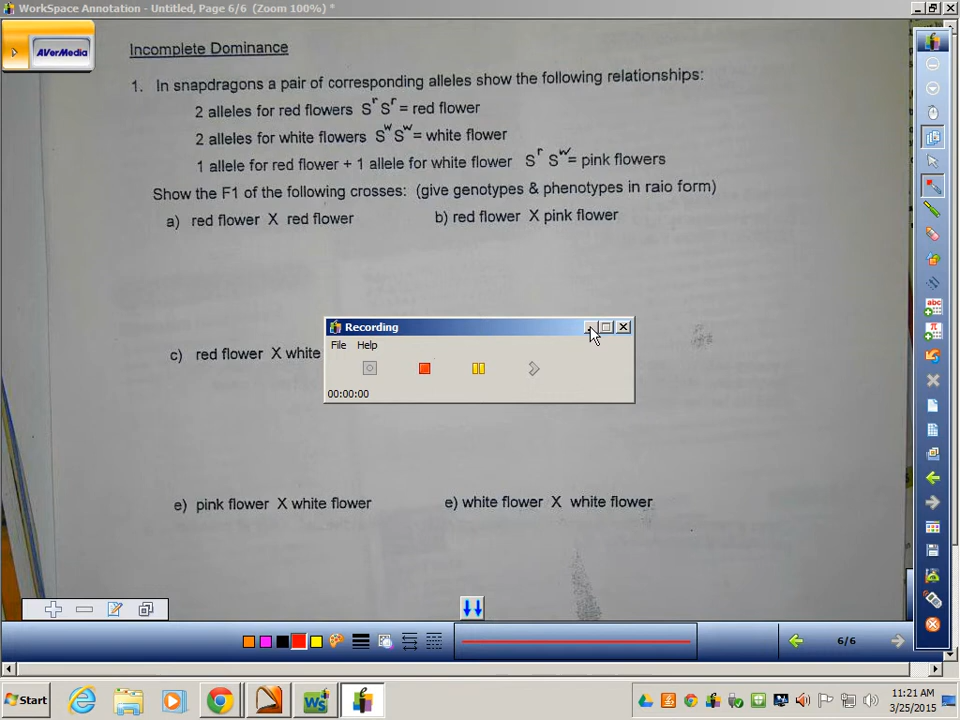 WorkSpace Annotation - Untitled, Page 6/6 (Zoom 100%) *
AVerMedia
Incomplete Dominance
1. In snapdragons a pair of corresponding alleles show the following relationships:
2 alleles for red flowers S^r S^r = red flower
2 alleles for white flowers S^w S^w = white flower
1 allele for red flower + 1 allele for white flower S^r S^w = pink flowers
Show the F1 of the following crosses: (give genotypes & phenotypes in raio form)
a) red flower X red flower b) red flower X pink flower
Recording
File Help
c) red flower X white
00:00:00
e) pink flower X white flower e) white flower X white flower
abc
π
6/6
Start
Ws
11:21 AM
3/25/2015